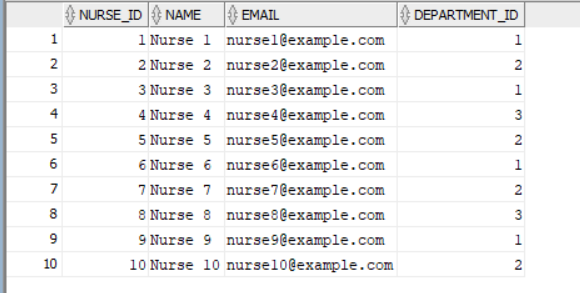 NURSE_ID NAME EMAIL DEPARTMENT_ID
1 1 Nurse 1 nurse1@example.com 1
2 2 Nurse 2 nurse2@example.com 2
3 3 Nurse 3 nurse3@example.com 1
4 4 Nurse 4 nurse4@example.com 3
5 5 Nurse 5 nurse5@example.com 2
6 6 Nurse 6 nurse6@example.com 1
7 7 Nurse 7 nurse7@example.com 2
8 8 Nurse 8 nurse8@example.com 3
9 9 Nurse 9 nurse9@example.com 1
10 10 Nurse 10 nurse10@example.com 2